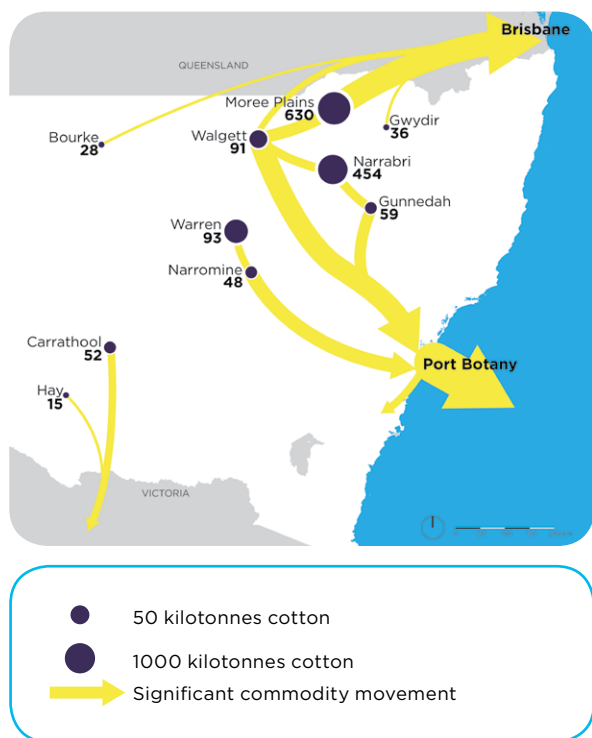 Brisbane
QUEENSLAND
Moree Plains
630
Gwydir
36
Bourke
28
Walgett
91
Narrabri
454
Gunnedah
59
Warren
93
Narromine
48
Carrathool
52
Port Botany
Hay
15
VICTORIA
50 kilotonnes cotton
1000 kilotonnes cotton
Significant commodity movement